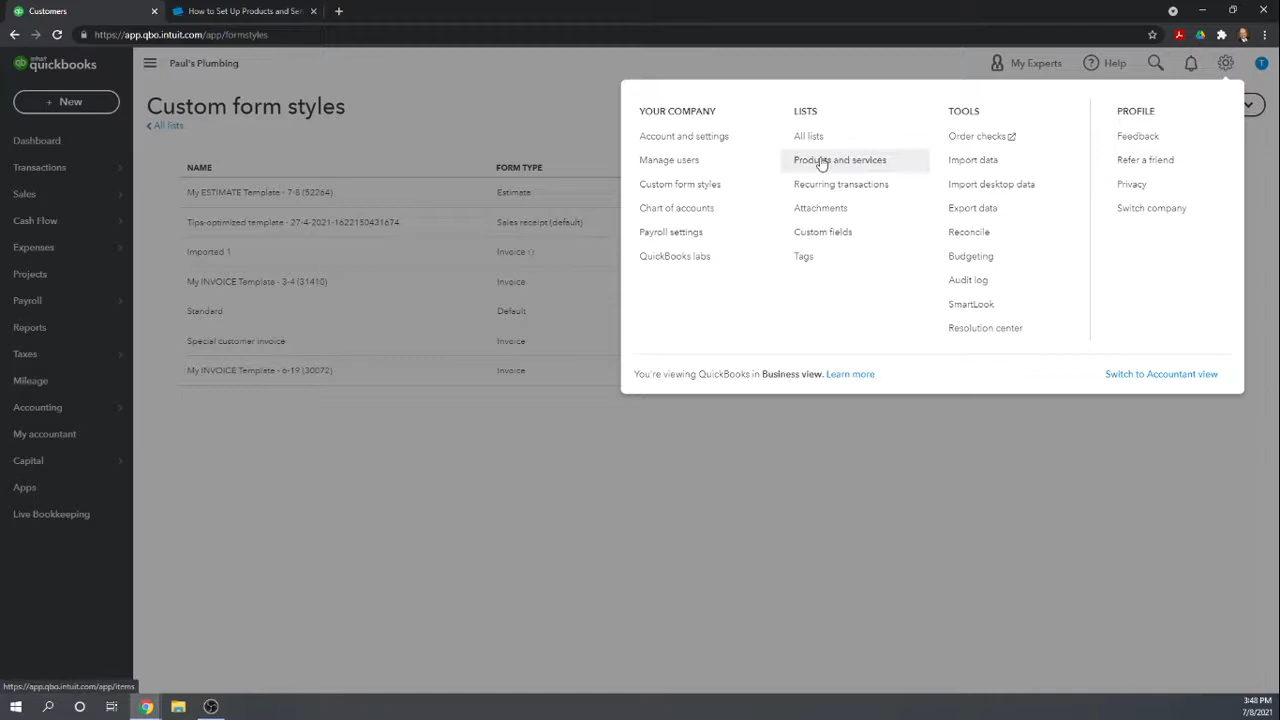 Customers
How to Set Up Products and Ser
https://app.qbo.intuit.com/app/formstyles
intuit quickbooks
Paul's Plumbing
My Experts
Help
T
+ New
Custom form styles
All lists
Dashboard
Transactions
Sales
Cash Flow
Expenses
Projects
Payroll
Reports
Taxes
Mileage
Accounting
My accountant
Capital
Apps
Live Bookkeeping
NAME FORM TYPE
My ESTIMATE Template - 7-8 (52264) Estimate
Tips-optimized template - 27-4-2021-1622150431674 Sales receipt (default)
Imported 1 Invoice ()
My INVOICE Template - 3-4 (31410) Invoice
Standard Default
Special customer invoice Invoice
My INVOICE Template - 6-19 (30072) Invoice
YOUR COMPANY
Account and settings
Manage users
Custom form styles
Chart of accounts
Payroll settings
QuickBooks labs
LISTS
All lists
Products and services
Recurring transactions
Attachments
Custom fields
Tags
TOOLS
Order checks
Import data
Import desktop data
Export data
Reconcile
Budgeting
Audit log
SmartLook
Resolution center
PROFILE
Feedback
Refer a friend
Privacy
Switch company
You're viewing QuickBooks in Business view. Learn more
Switch to Accountant view
https://app.qbo.intuit.com/app/items
3:48 PM
7/8/2021